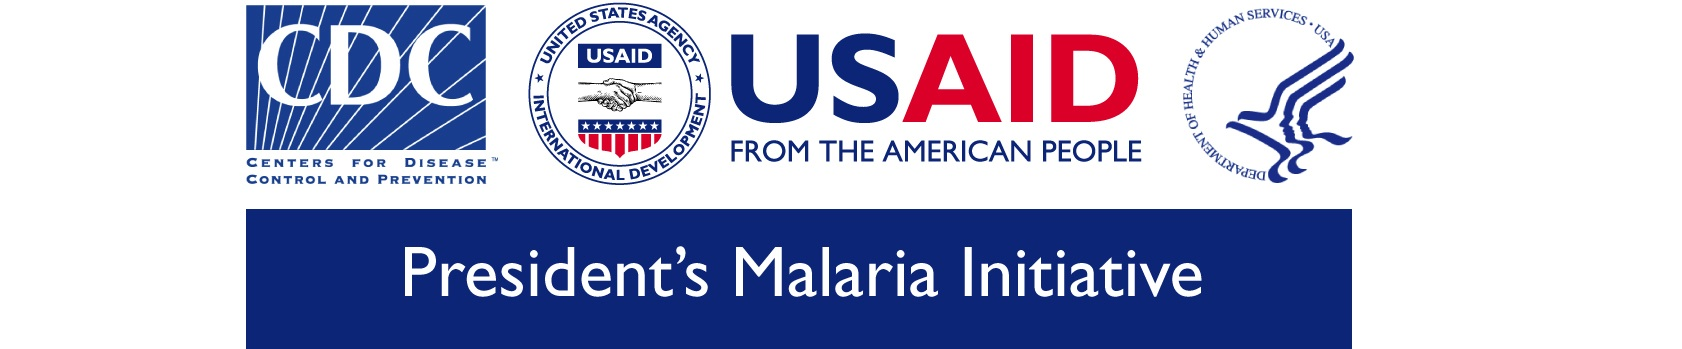 CDC
CENTERS FOR DISEASE™
CONTROL AND PREVENTION
UNITED STATES AGENCY
USAID
INTERNATIONAL DEVELOPMENT
USAID
FROM THE AMERICAN PEOPLE
DEPARTMENT OF HEALTH & HUMAN SERVICES • USA
President’s Malaria Initiative